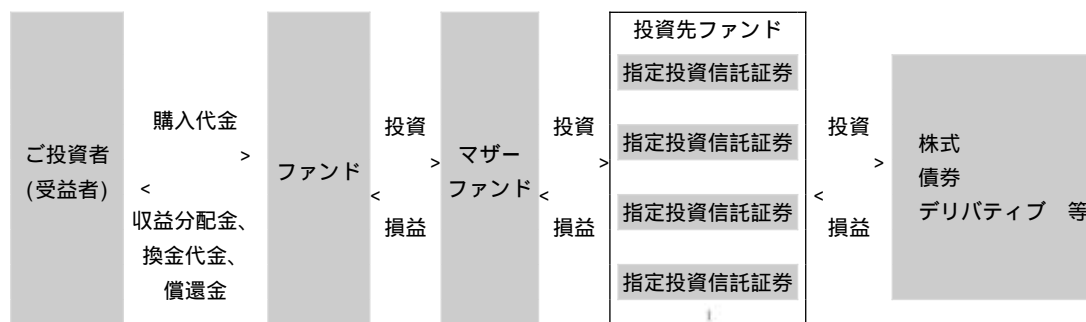 ご投資者
(受益者)
購入代金
>
<
収益分配金、
換金代金、
償還金
ファンド
投資
>
<
損益
マザー
ファンド
投資
>
<
損益
投資先ファンド
指定投資信託証券
指定投資信託証券
指定投資信託証券
指定投資信託証券
投資
>
<
損益
株式
債券
デリバティブ　等